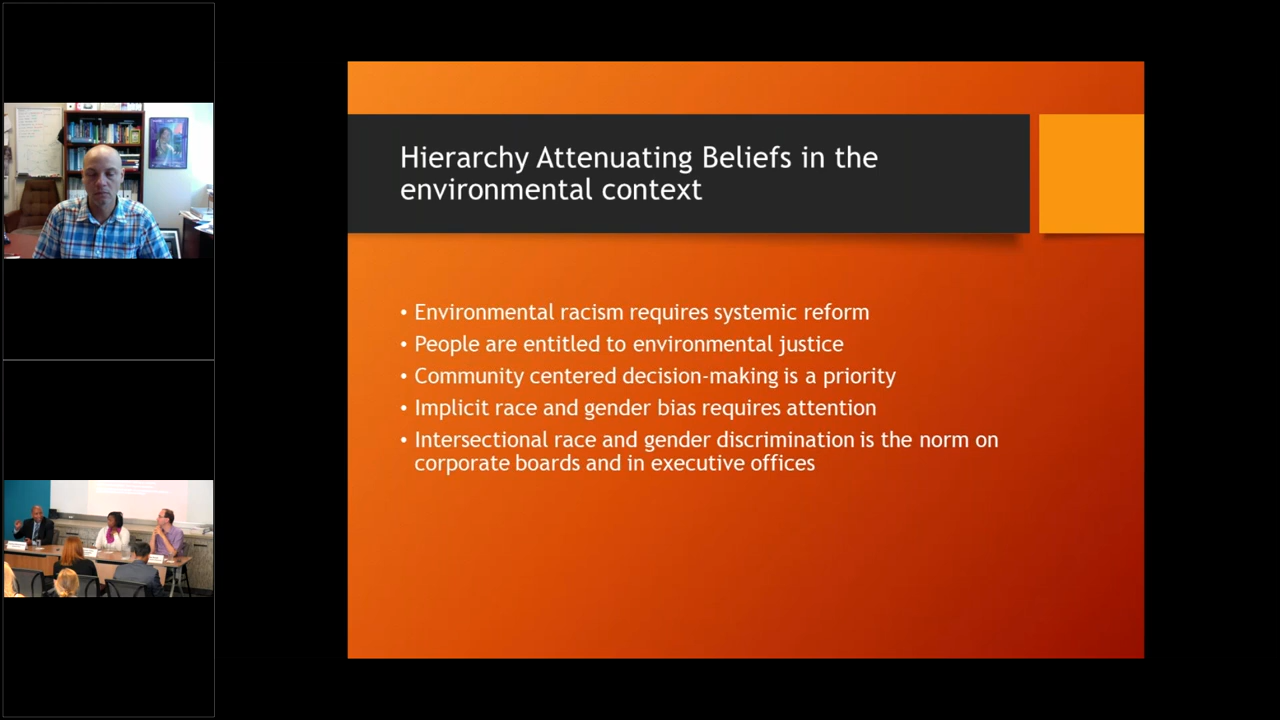 Hierarchy Attenuating Beliefs in the
environmental context
• Environmental racism requires systemic reform
• People are entitled to environmental justice
• Community centered decision-making is a priority
• Implicit race and gender bias requires attention
• Intersectional race and gender discrimination is the norm on
corporate boards and in executive offices